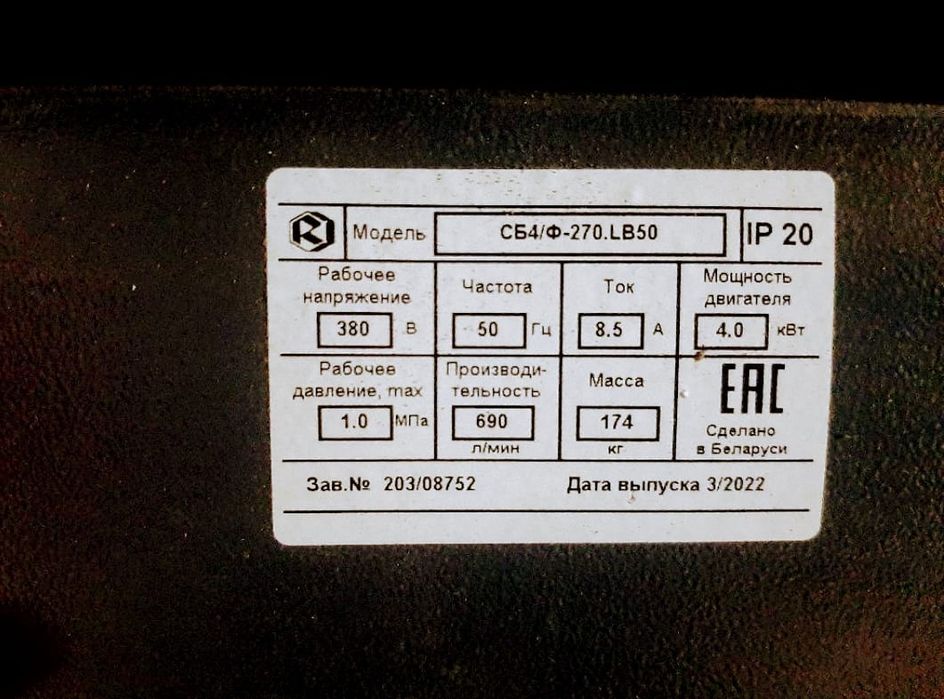 Модель СБ4/Ф-270.LB50 IP 20
Рабочее напряжение 380 В
Частота 50 Гц
Ток 8.5 А
Мощность двигателя 4.0 кВт
Рабочее давление, max 1.0 МПа
Производи-
тельность 690 л/мин
Масса 174 кг
ЕАС
Сделано
в Беларуси
Зав.№ 203/08752 Дата выпуска 3/2022